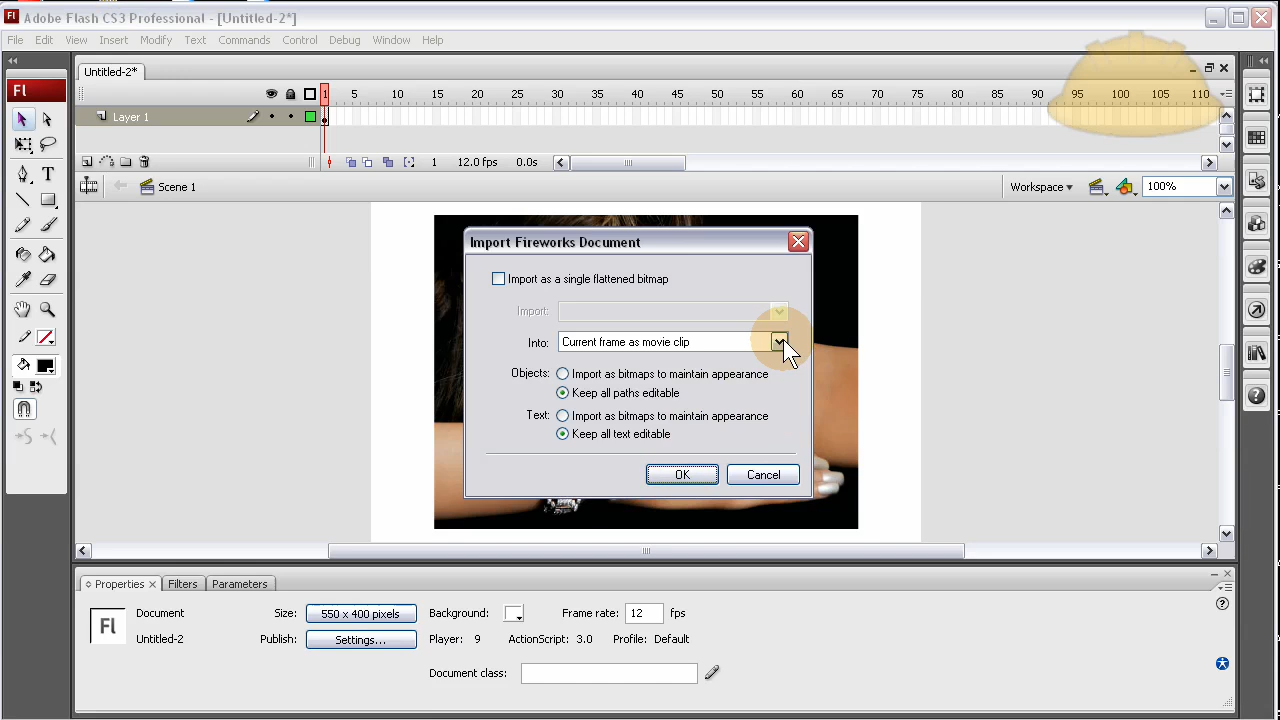 Fl Adobe Flash CS3 Professional - [Untitled-2*]
File Edit View Insert Modify Text Commands Control Debug Window Help
Untitled-2*
Fl
1 5 10 15 20 25 30 35 40 45 50 55 60 65 70 75 80 85 90 95 100 105 110
Layer 1
1 12.0 fps 0.0s
Scene 1 Workspace 100%
T
Import Fireworks Document
Import as a single flattened bitmap
Import:
Into: Current frame as movie clip
Objects: Import as bitmaps to maintain appearance
Keep all paths editable
Text: Import as bitmaps to maintain appearance
Keep all text editable
OK Cancel
Properties Filters Parameters
Fl Document Size: 550 x 400 pixels Background: Frame rate: 12 fps
Untitled-2 Publish: Settings... Player: 9 ActionScript: 3.0 Profile: Default
Document class: